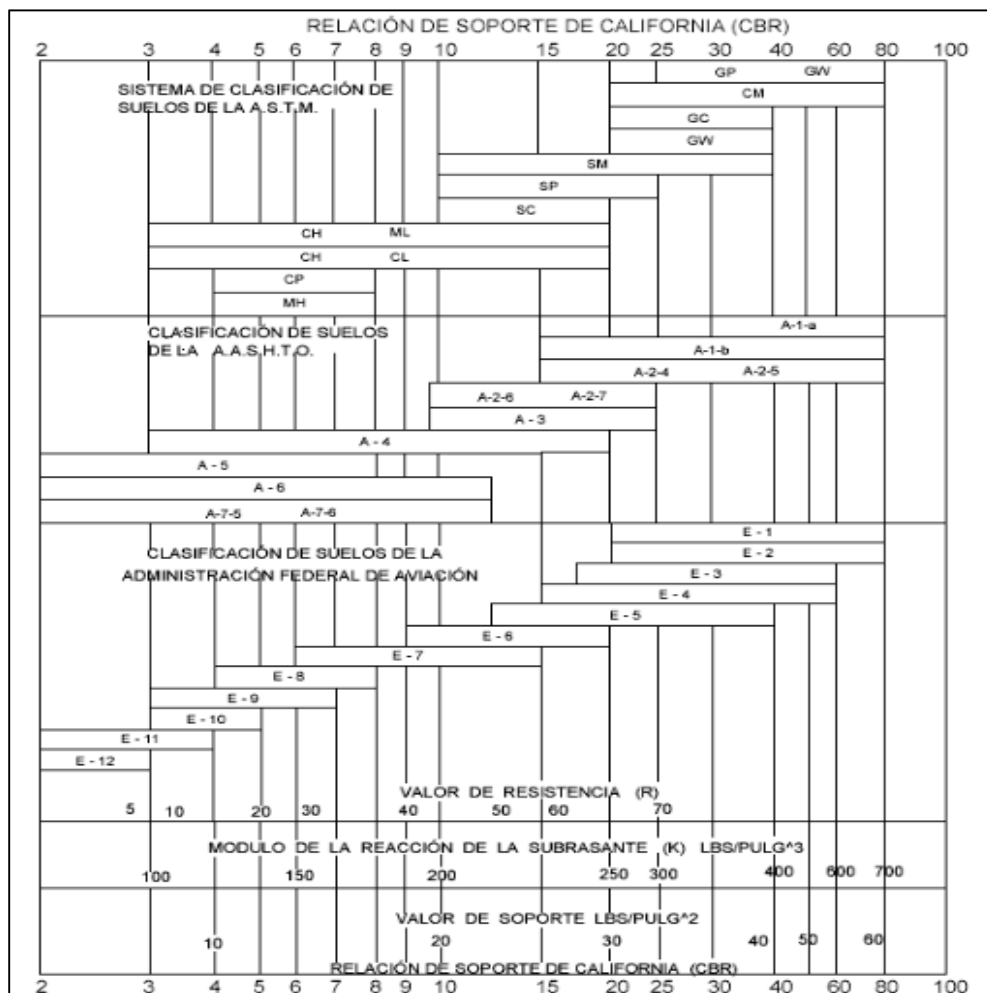 RELACIÓN DE SOPORTE DE CALIFORNIA (CBR)
2 3 4 5 6 7 8 9 10 15 20 25 30 40 60 80 100
GP GW
SISTEMA DE CLASIFICACIÓN DE
SUELOS DE LA A.S.T.M.
CM
GC
GW
SM
SP
SC
CH ML
CH CL
CP
MH
CLASIFICACIÓN DE SUELOS
DE LA A.A.S.H.T.O.
A-1-a
A-1-b
A-2-4 A-2-5
A-2-6 A-2-7
A - 3
A - 4
A - 5
A - 6
A-7-5 A-7-6
CLASIFICACIÓN DE SUELOS DE LA
ADMINISTRACIÓN FEDERAL DE AVIACIÓN
E - 1
E - 2
E - 3
E - 4
E - 5
E - 6
E - 7
E - 8
E - 9
E - 10
E - 11
E - 12
VALOR DE RESISTENCIA (R)
5 10 20 30 40 50 60 70
MODULO DE LA REACCIÓN DE LA SUBRASANTE (K) LBS/PULG^3
100 150 200 250 300 400 600 700
VALOR DE SOPORTE LBS/PULG^2
10 20 30 40 50 60
RELACIÓN DE SOPORTE DE CALIFORNIA (CBR)
2 3 4 5 6 7 8 9 10 15 20 25 30 40 60 80 100